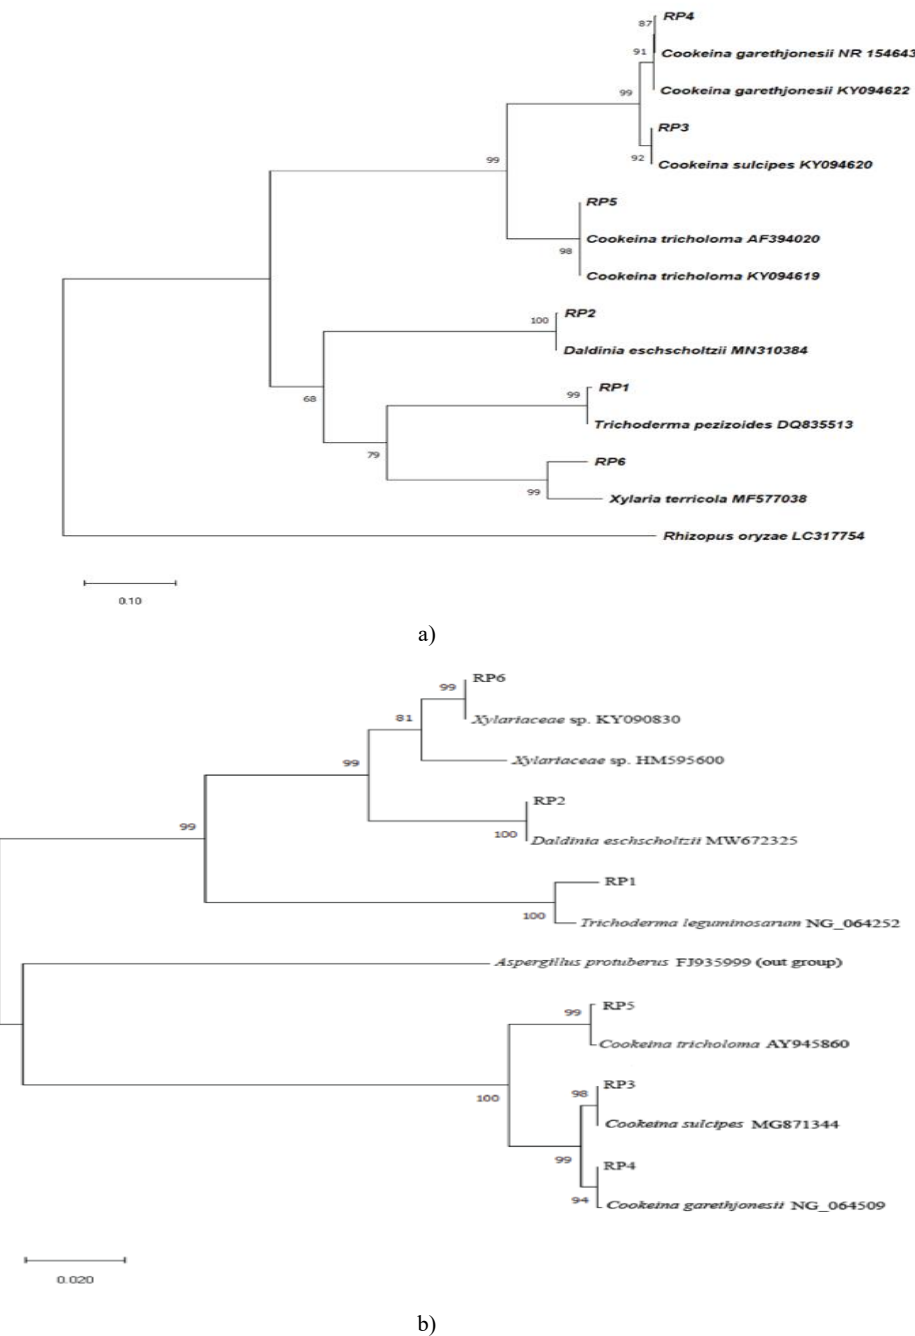 RP4
87
Cookeina garethjonesii NR 154643
91
Cookeina garethjonesii KY094622
99
RP3
92
Cookeina sulcipes KY094620
99
RP5
Cookeina tricholoma AF394020
98
Cookeina tricholoma KY094619
RP2
100
Daldinia eschscholtzii MN310384
68
RP1
99
Trichoderma pezizoides DQ835513
79
RP6
99
Xylaria terricola MF577038
Rhizopus oryzae LC317754
0.10
a)
RP6
99
Xylariaceae sp. KY090830
81
Xylariaceae sp. HM595600
99
RP2
100
Daldinia eschscholtzii MW672325
99
RP1
100
Trichoderma leguminosarum NG_064252
Aspergillus protuberus FJ935999 (out group)
RP5
99
Cookeina tricholoma AY945860
100
RP3
98
Cookeina sulcipes MG871344
99
RP4
94
Cookeina garethjonesii NG_064509
0.020
b)